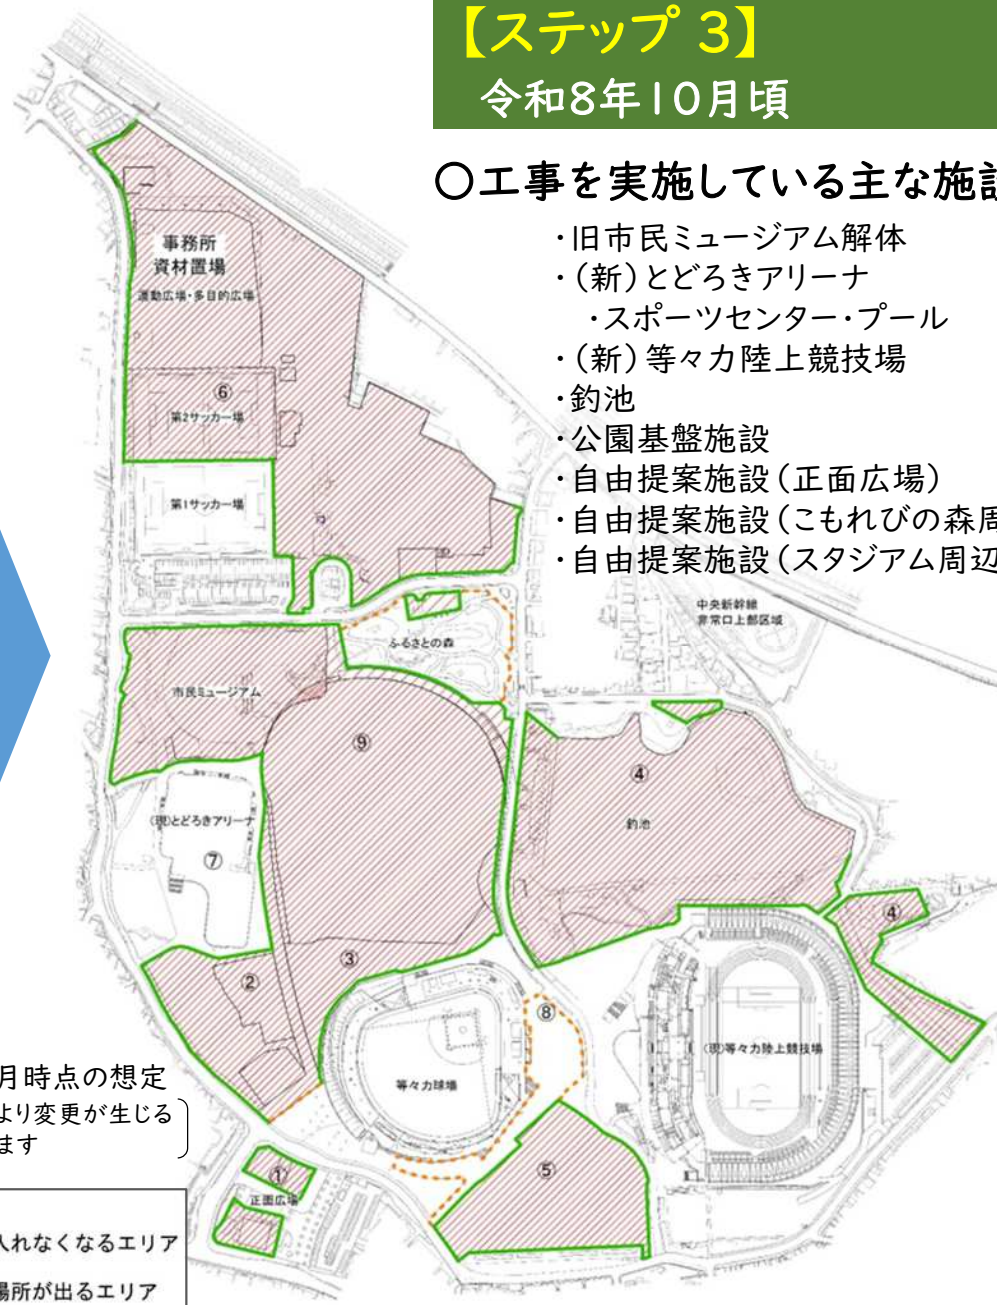 【ステップ 3】
令和8年10月頃
○工事を実施している主な施設
・旧市民ミュージアム解体
・(新)とどろきアリーナ
・スポーツセンター・プール
・(新)等々力陸上競技場
・釣池
・公園基盤施設
・自由提案施設(正面広場)
・自由提案施設(こもれびの森周
・自由提案施設(スタジアム周辺
事務所
資材置場
運動広場・多目的広場
⑥
第2サッカー場
第1サッカー場
中央新幹線
非常口上部区域
ふるさとの森
市民ミュージアム
⑨
④
釣池
(現)とどろきアリーナ
⑦
④
③
②
⑧
(現)等々力陸上競技場
等々力球場
月時点の想定
より変更が生じる
ます
⑤
①
正面広場
入れなくなるエリア
場所が出るエリア